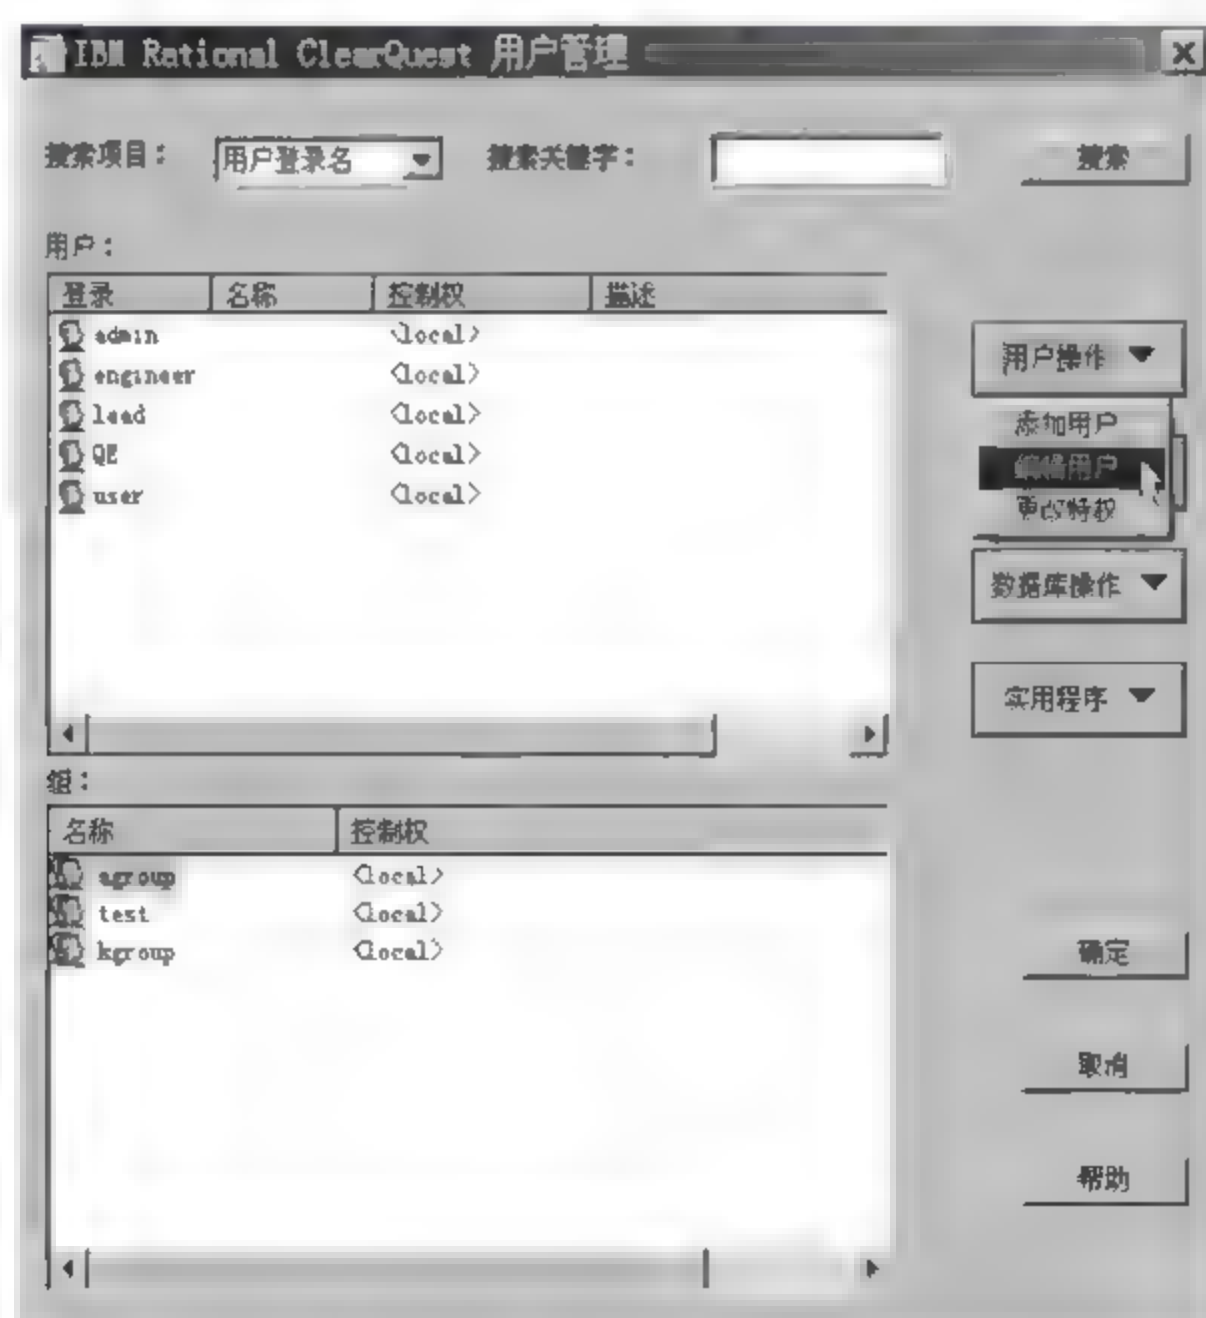 IBM Rational ClearQuest 用户管理
搜索项目： 用户登录名 搜索关键字： 搜索
用户：
登录 名称 控制权 描述
admin <local>
engineer <local>
lead <local>
QE <local>
user <local>
用户操作
添加用户
编辑用户
更改特权
数据库操作
实用程序
组：
名称 控制权
agroup <local>
test <local>
kgroup <local>
确定
取消
帮助